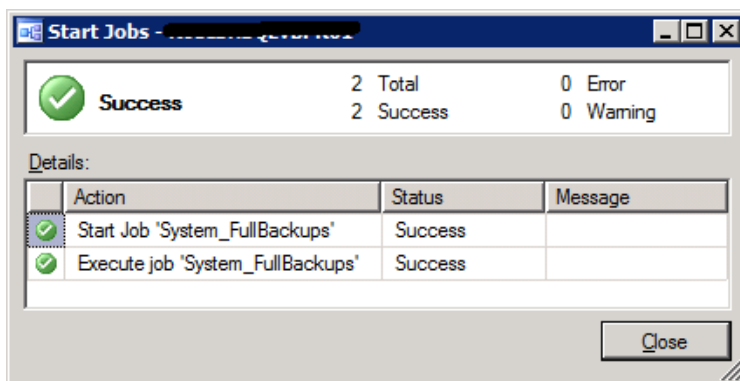 Start Jobs -
Success
2 Total 0 Error
2 Success 0 Warning
Details:
Action Status Message
Start Job 'System_FullBackups' Success
Execute job 'System_FullBackups' Success
Close